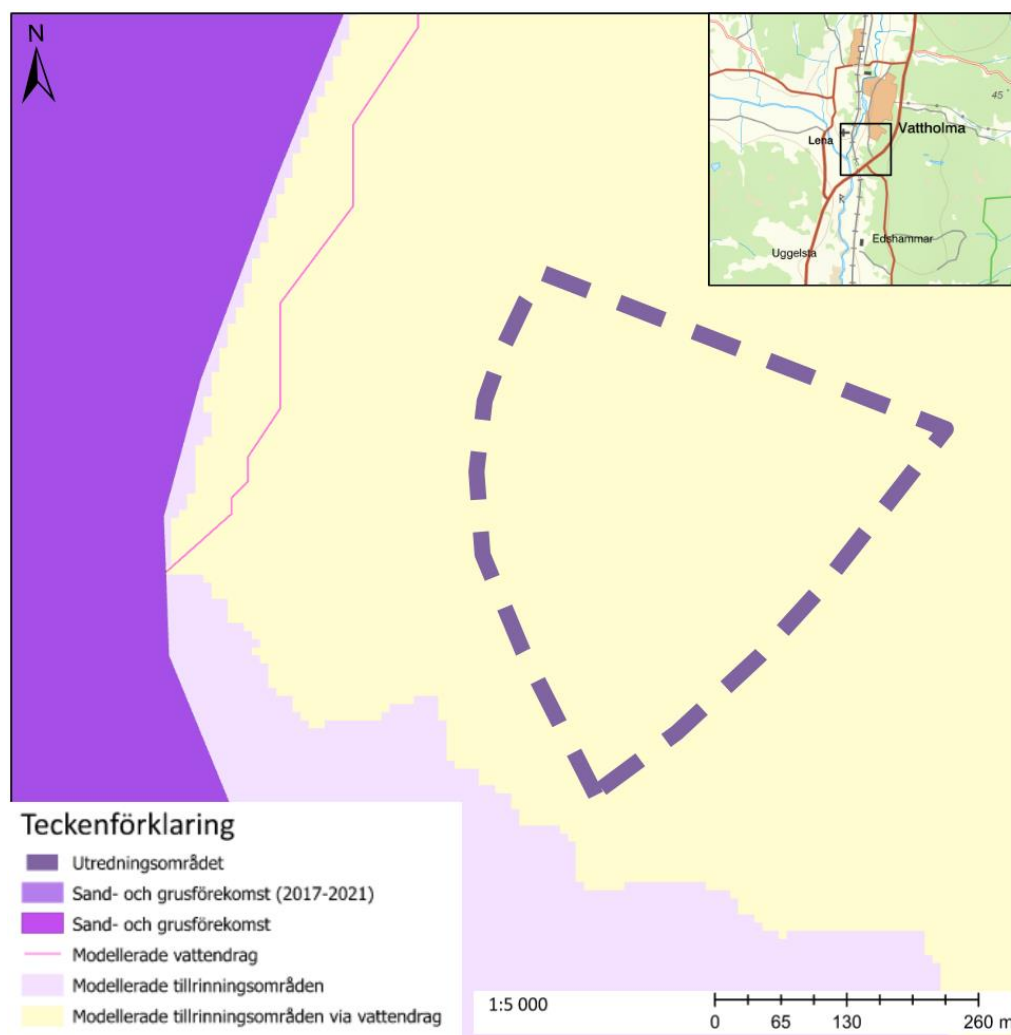 N
45
Vattholma
Lena
Edshammar
Uggelsta
Teckenförklaring
Utredningsområdet
Sand- och grusförekomst (2017-2021)
Sand- och grusförekomst
Modellerade vattendrag
Modellerade tillrinningsområden
Modellerade tillrinningsområden via vattendrag
1:5 000
0 65 130 260 m